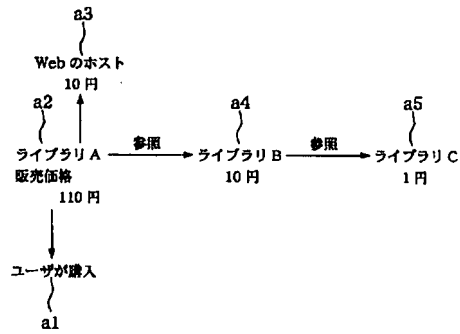 a3
Webのホスト
10円
a2
a4
a5
ライブラリA
参照
ライブラリB
参照
ライブラリC
販売価格
110円
10円
1円
ユーザが購入
a1